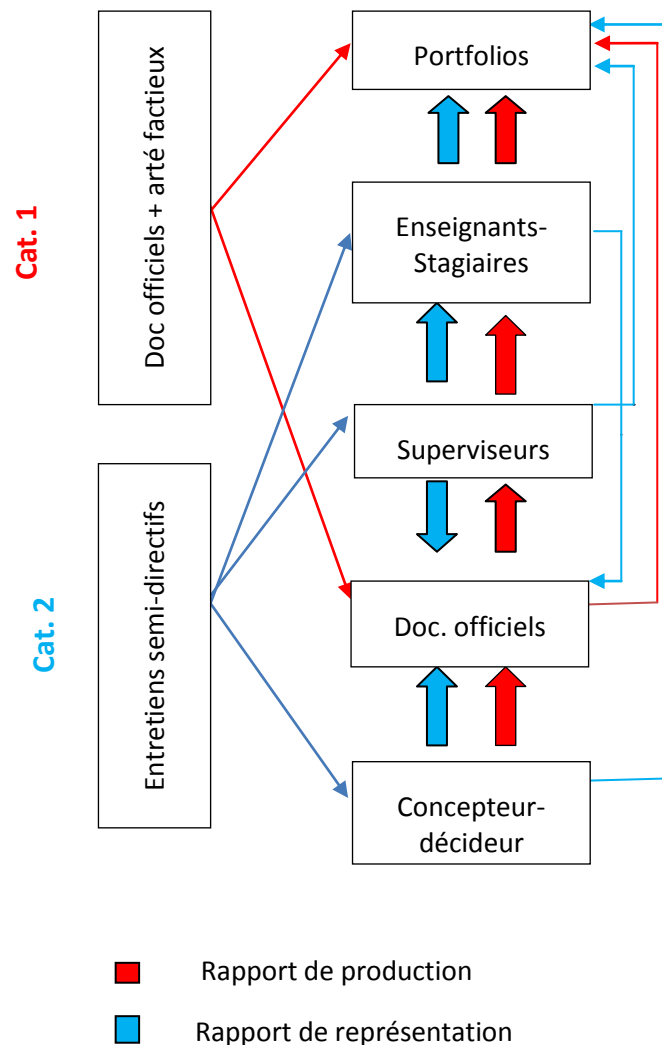 Cat. 1
Doc officiels + arté factieux
Cat. 2
Entretiens semi-directifs
Portfolios
Enseignants-
Stagiaires
Superviseurs
Doc. officiels
Concepteur-
décideur
Rapport de production
Rapport de représentation